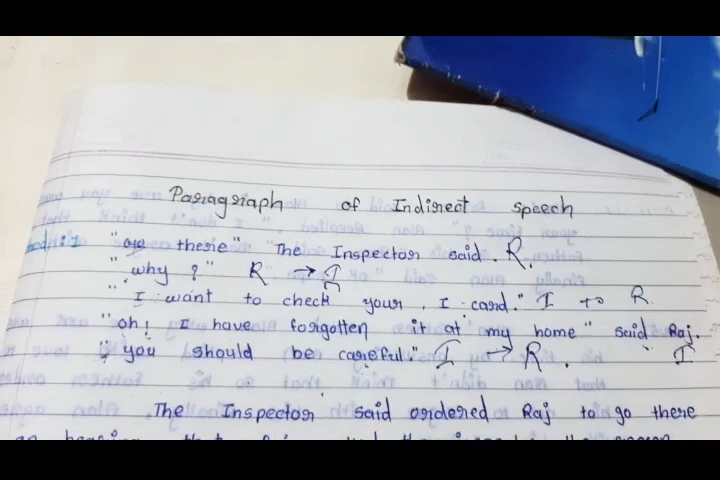 Paragraph of Indirect speech
"are there" The Inspector said. R.
"why?" R → I
"I want to check your I card." I to R
"oh! I have forgotten it at my home" said Raj.
"you should be careful." I → R. I
The Inspector said ordered Raj to go there